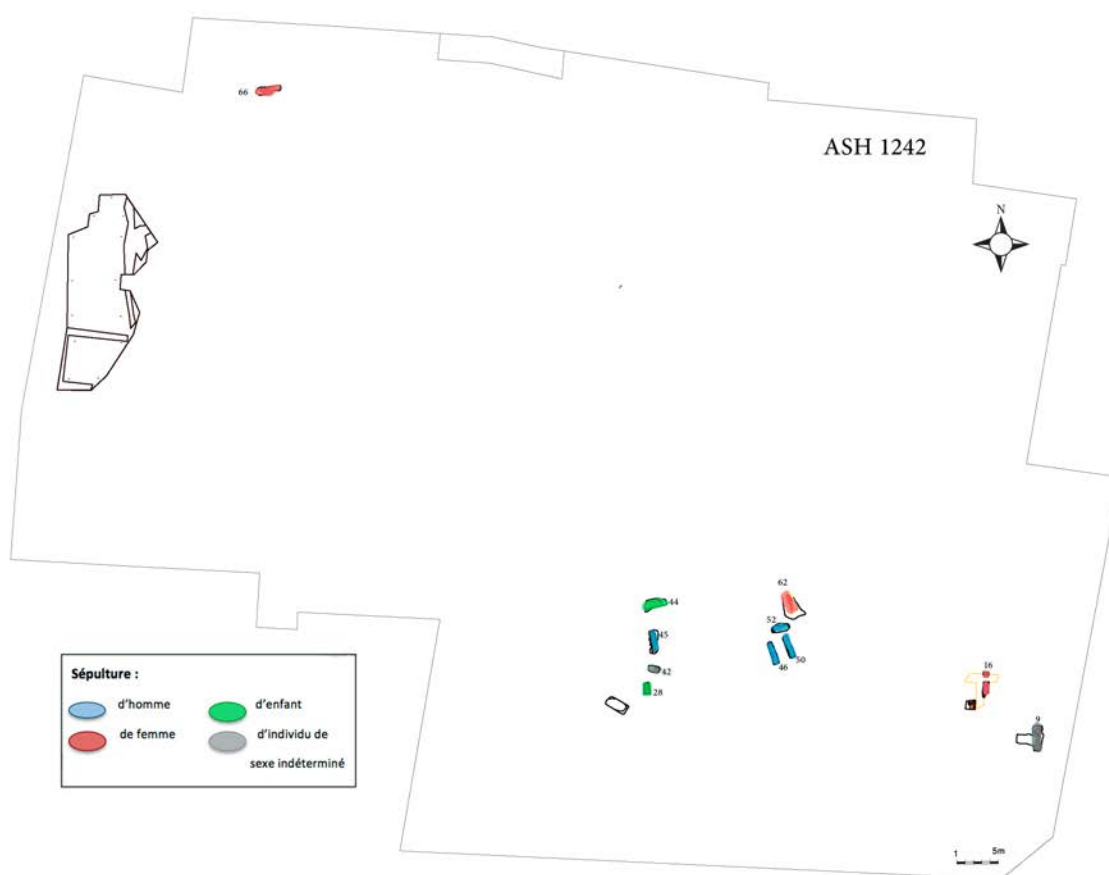 66
ASH 1242
N
62
44
52
45
46
50
42
28
16
9
Sépulture :
d'homme
d'enfant
de femme
d'individu de
sexe indéterminé
1 5m